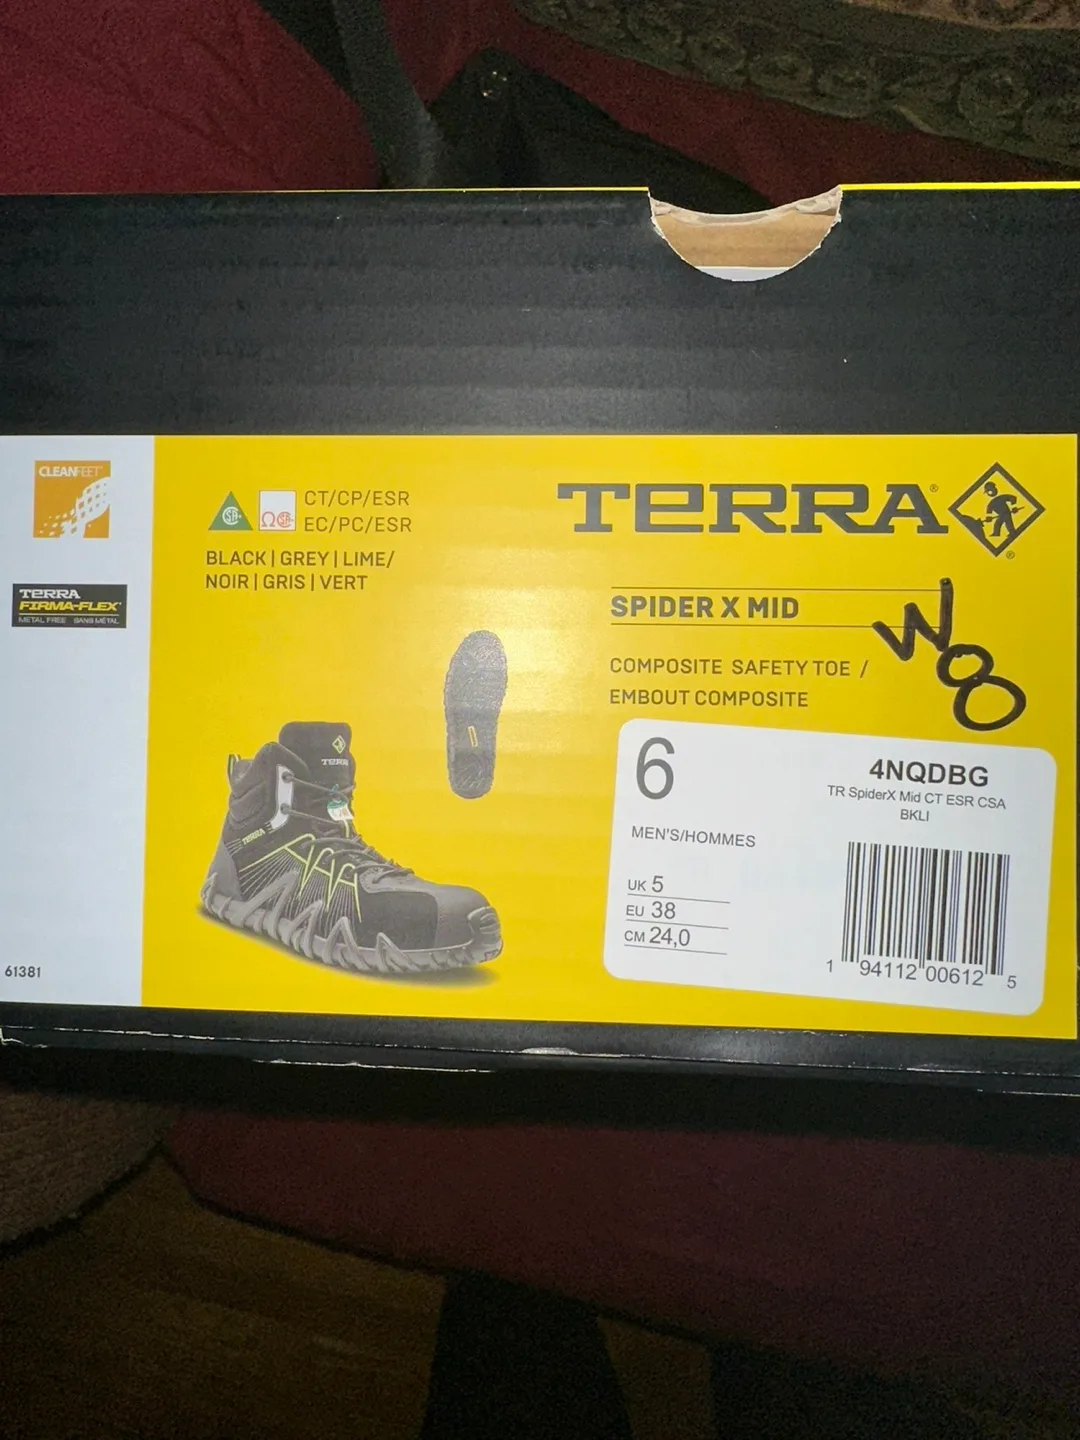 CLEANFEET
TERRA
FIRMA-FLEX
METAL FREE SANS MÉTAL
61381
CT/CP/ESR
EC/PC/ESR
BLACK | GREY | LIME/
NOIR | GRIS | VERT
TERRA
TERRA
TERRA®
SPIDER X MID
W8
COMPOSITE SAFETY TOE /
EMBOUT COMPOSITE
6
MEN'S/HOMMES
UK 5
EU 38
CM 24,0
4NQDBG
TR SpiderX Mid CT ESR CSA
BKLI
1 94112 00612 5